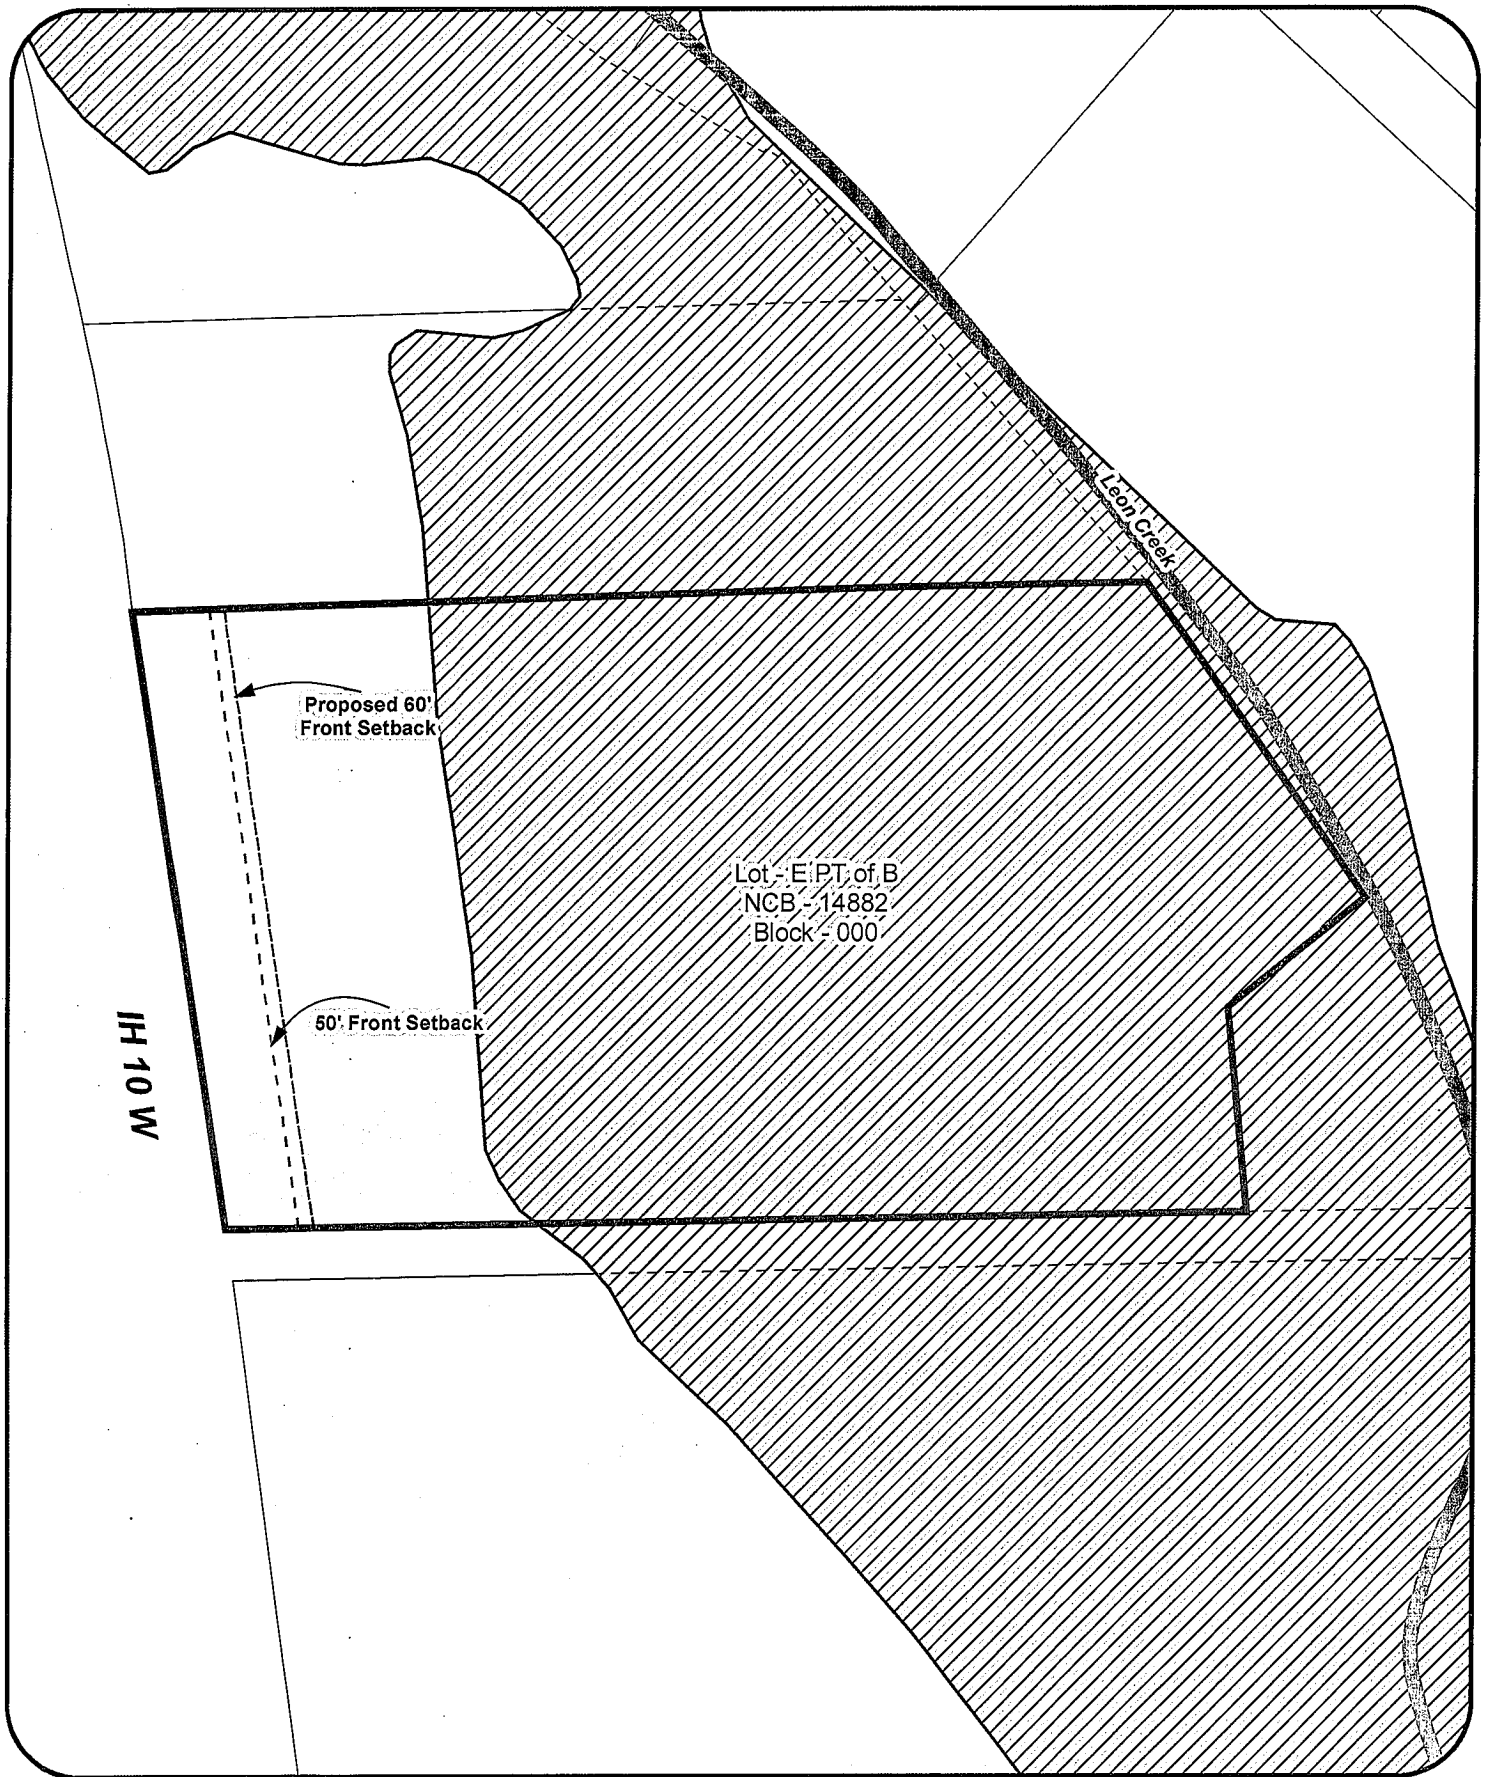 Leon Creek
Proposed 60'
Front Setback
Lot - E PT of B
NCB - 14882
Block - 000
50' Front Setback
IH 10 W